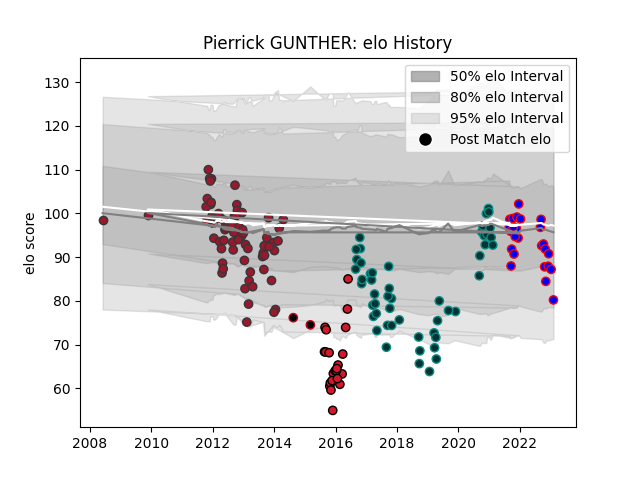 Pierrick GUNTHER: elo History
50% elo Interval
80% elo Interval
95% elo Interval
Post Match elo
elo score
130
120
110
100
90
80
70
60
2008 2010 2012 2014 2016 2018 2020 2022